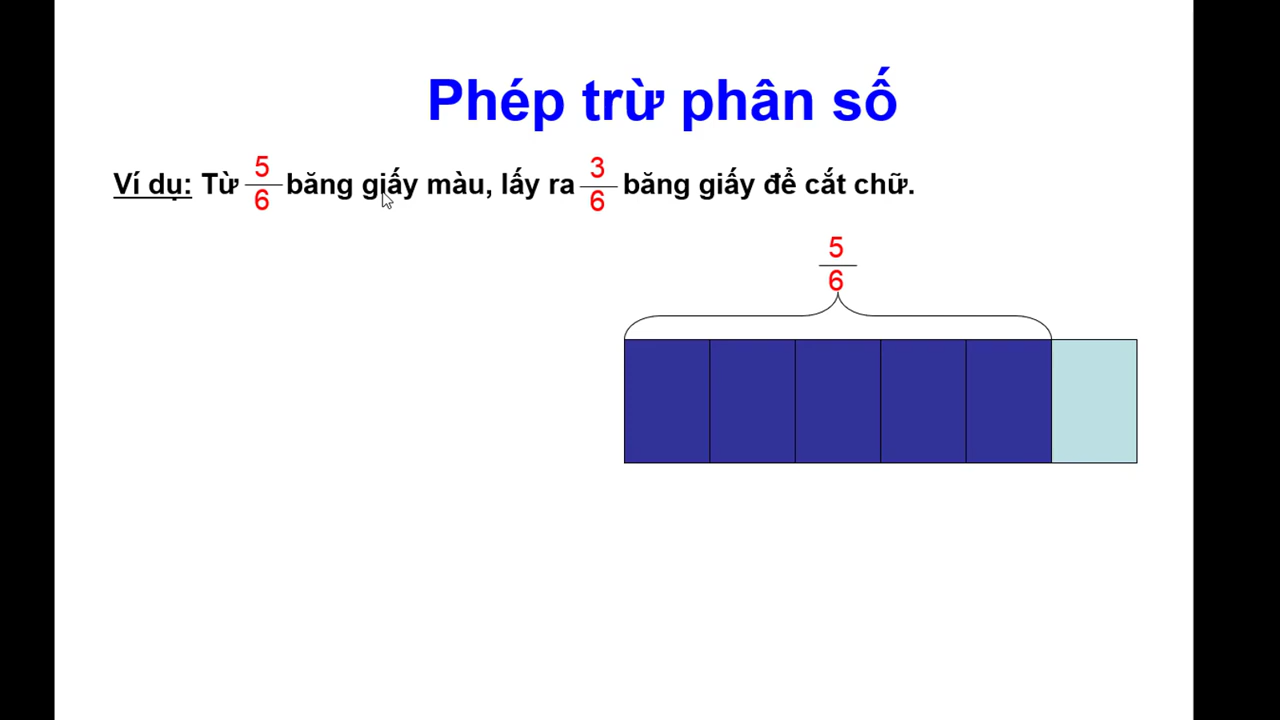 Phép trừ phân số
Ví dụ: Từ 5/6 băng giấy màu, lấy ra 3/6 băng giấy để cắt chữ.
5/6